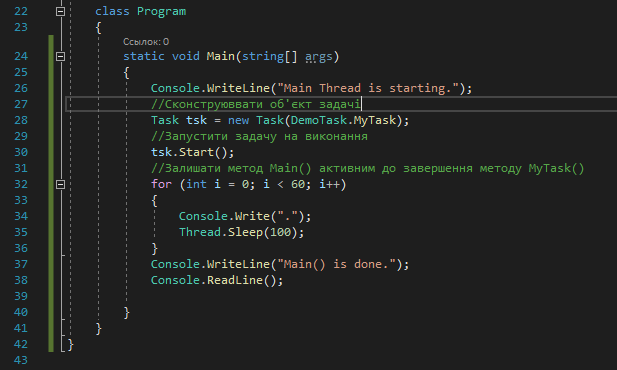 22 class Program
23 {
Ссылок: 0
24 static void Main(string[] args)
25 {
26 Console.WriteLine("Main Thread is starting.");
27 //Сконструюввати об'єкт задачі
28 Task tsk = new Task(DemoTask.MyTask);
29 //Запустити задачу на виконання
30 tsk.Start();
31 //Залишати метод Main() активним до завершення методу MyTask()
32 for (int i = 0; i < 60; i++)
33 {
34 Console.Write(".");
35 Thread.Sleep(100);
36 }
37 Console.WriteLine("Main() is done.");
38 Console.ReadLine();
39
40 }
41 }
42 }
43